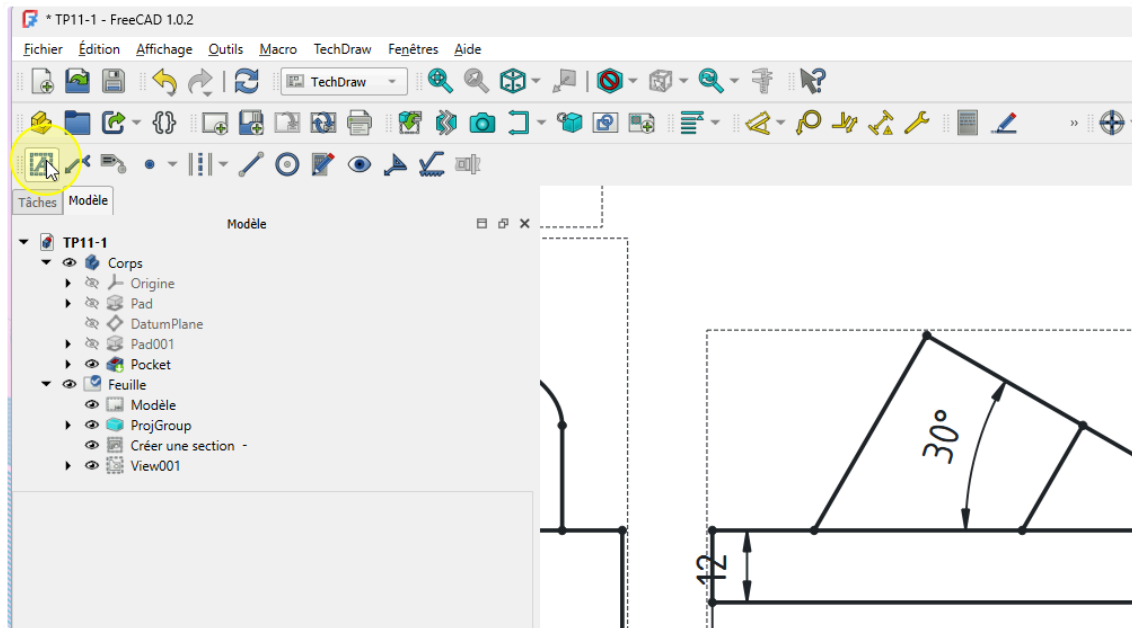 * TP11-1 - FreeCAD 1.0.2
Fichier Édition Affichage Outils Macro TechDraw Fenêtres Aide
TechDraw
Tâches Modèle
Modèle
TP11-1
Corps
Origine
Pad
DatumPlane
Pad001
Pocket
Feuille
Modèle
ProjGroup
Créer une section -
View001
30°
12